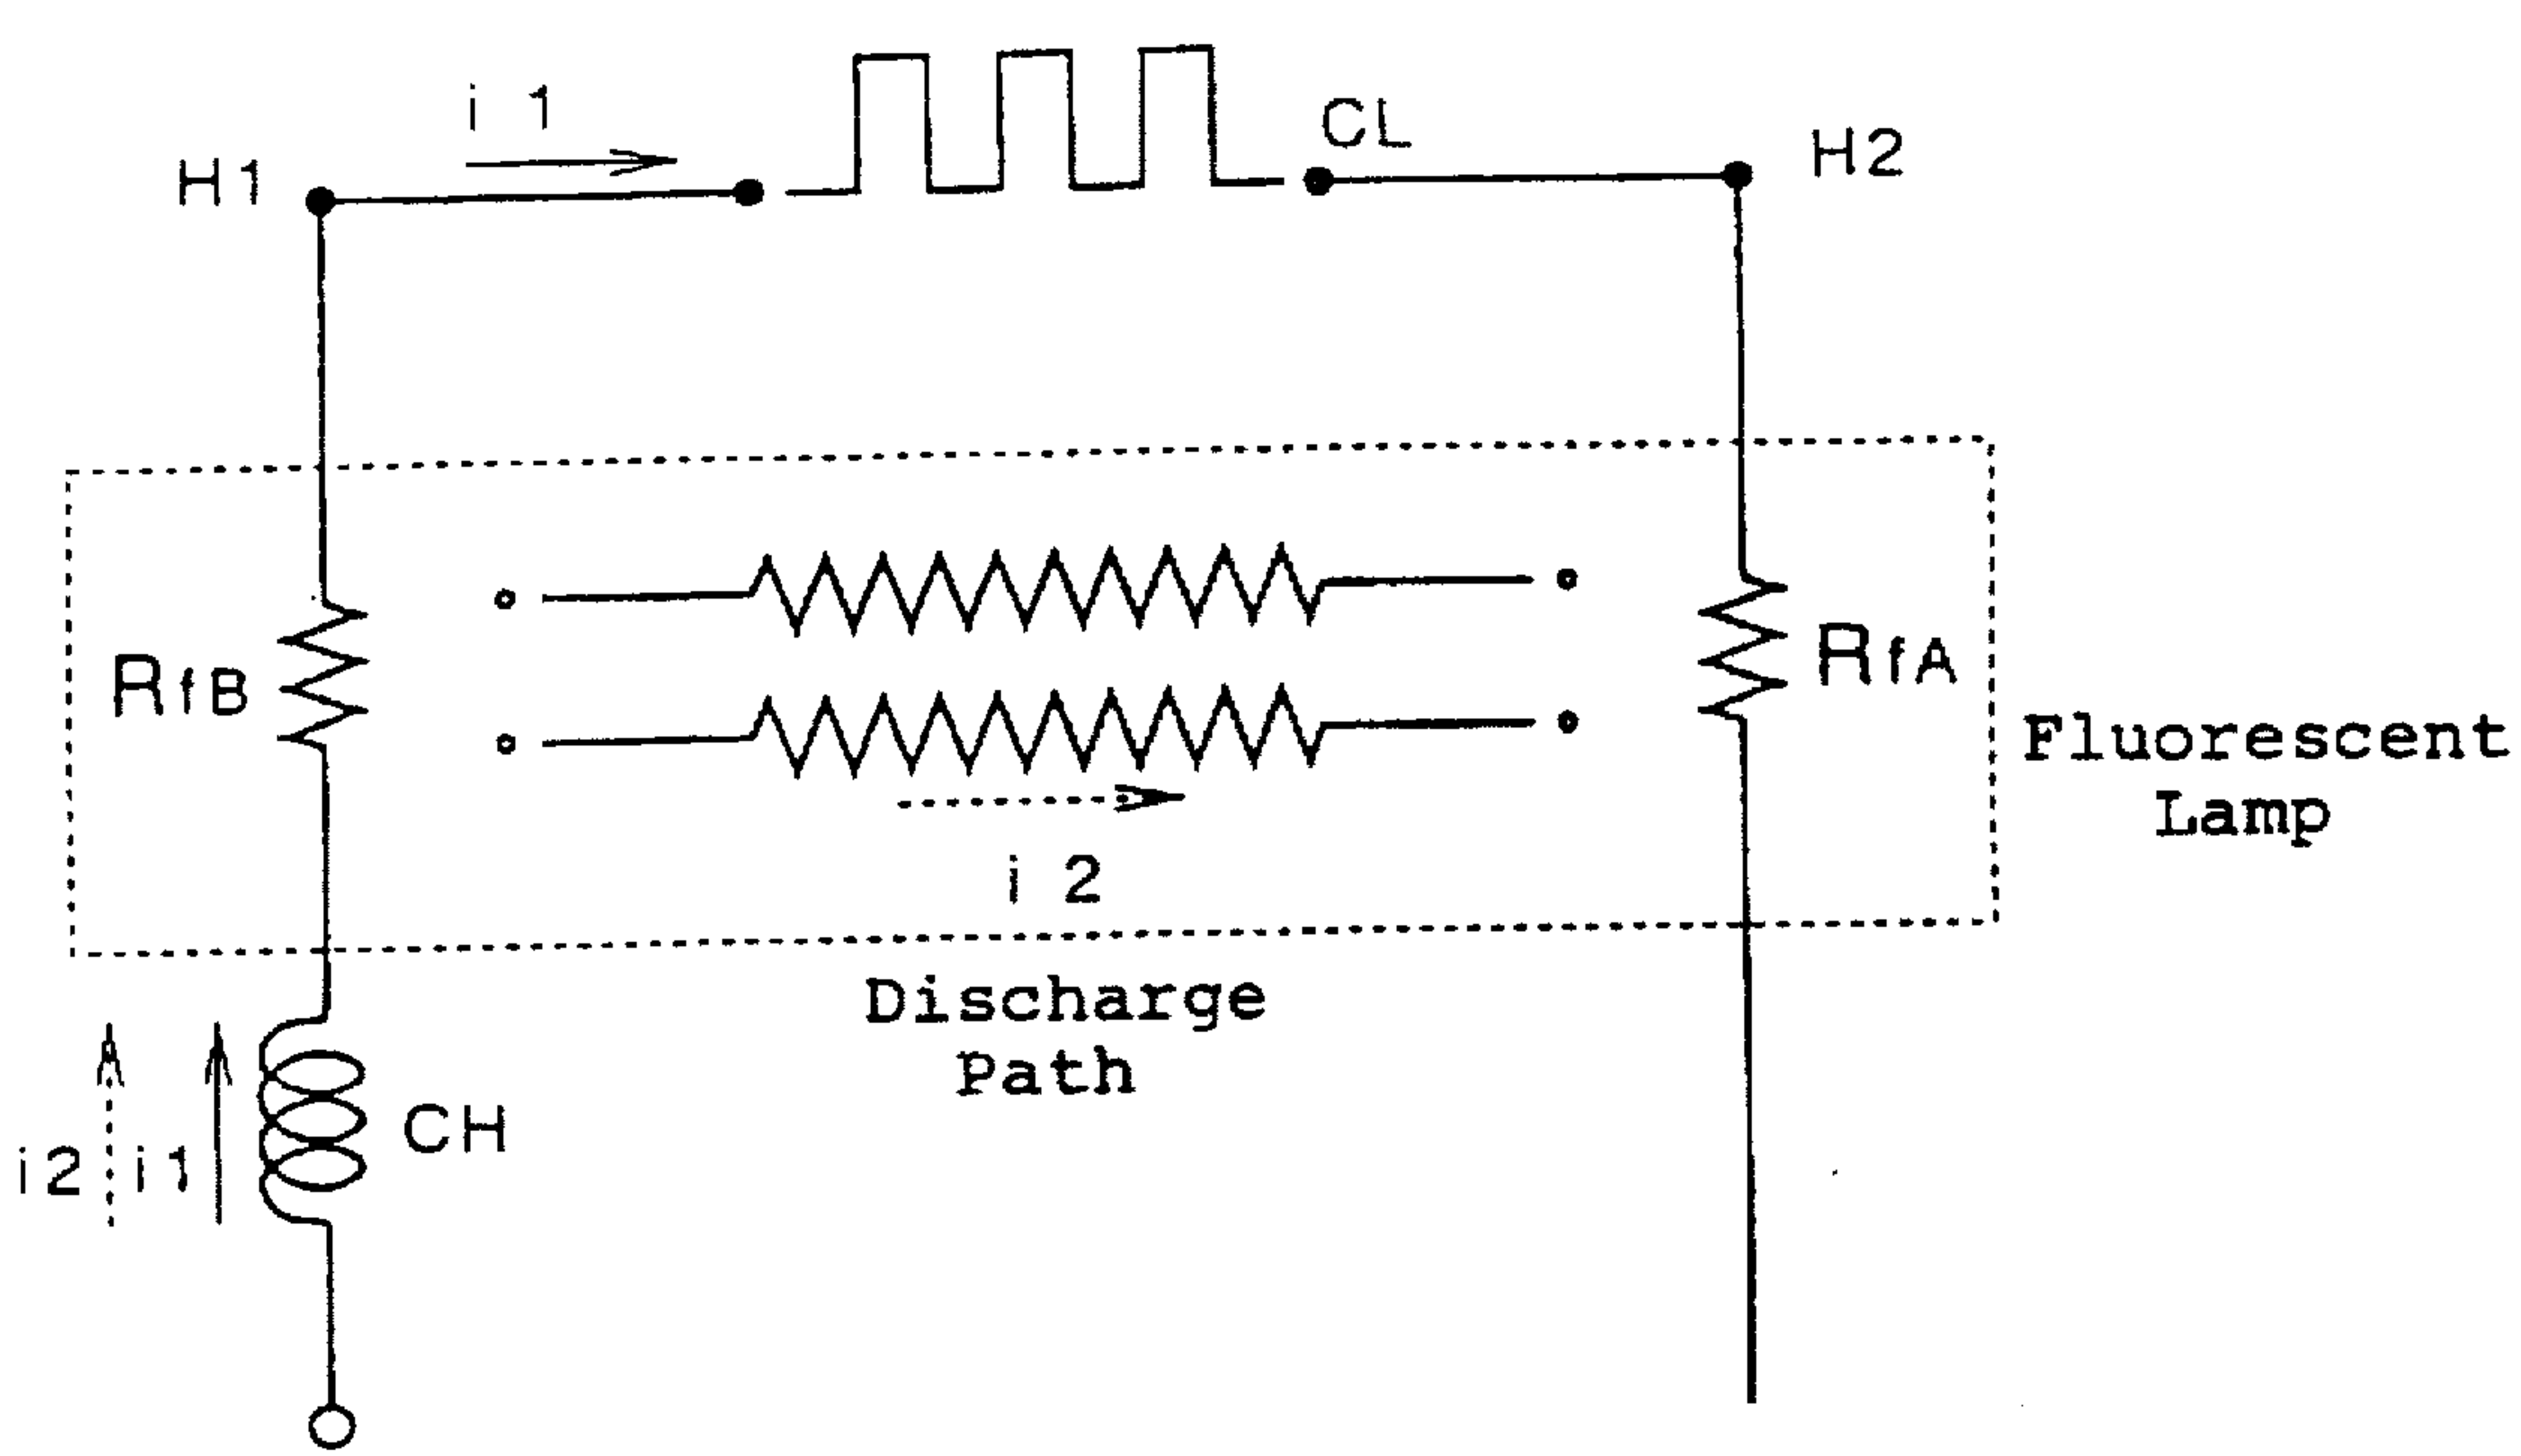 i 1
CL
H1
H2
RfB
RfA
Fluorescent
Lamp
i 2
Discharge
Path
CH
i2 i1